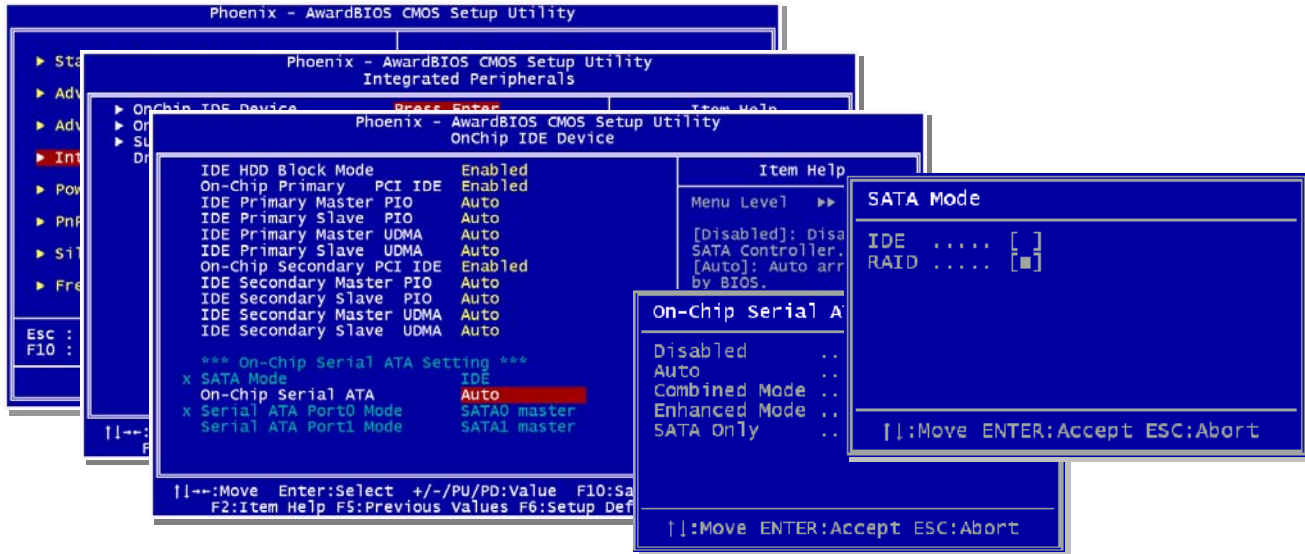 Phoenix - AwardBIOS CMOS Setup Utility
Esc :
F10 :
Phoenix - AwardBIOS CMOS Setup Utility
Integrated Peripherals
▶ OnChip IDE Device Press Enter Item Help
Phoenix - AwardBIOS CMOS Setup Utility
OnChip IDE Device
IDE HDD Block Mode Enabled
On-Chip Primary PCI IDE Enabled
IDE Primary Master PIO Auto
IDE Primary Slave PIO Auto
IDE Primary Master UDMA Auto
IDE Primary Slave UDMA Auto
On-Chip Secondary PCI IDE Enabled
IDE Secondary Master PIO Auto
IDE Secondary Slave PIO Auto
IDE Secondary Master UDMA Auto
IDE Secondary Slave UDMA Auto
*** On-Chip Serial ATA Setting ***
x SATA Mode IDE
On-Chip Serial ATA Auto
x Serial ATA Port0 Mode SATA0 master
Serial ATA Port1 Mode SATA1 master
Item Help
Menu Level ▶▶
[Disabled]: Disa
SATA Controller.
[Auto]: Auto arr
by BIOS.
↑↓→←:Move Enter:Select +/-/PU/PD:Value F10:Sa
F2:Item Help F5:Previous Values F6:Setup Def
On-Chip Serial A
Disabled ..
Auto ..
Combined Mode ..
Enhanced Mode ..
SATA Only ..
↑↓:Move ENTER:Accept ESC:Abort
SATA Mode
IDE ..... [ ]
RAID ..... [■]
↑↓:Move ENTER:Accept ESC:Abort